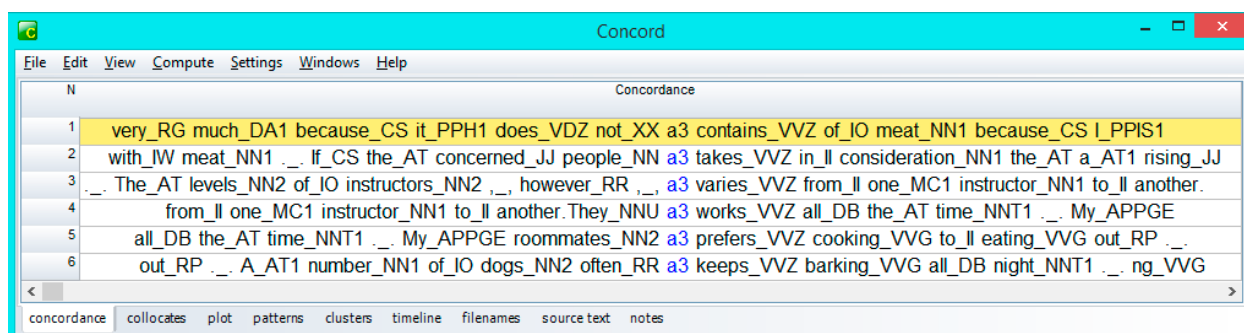 Concord
File Edit View Compute Settings Windows Help
N Concordance
1 very_RG much_DA1 because_CS it_PPH1 does_VDZ not_XX a3 contains_VVZ of_IO meat_NN1 because_CS I_PPIS1
2 with_IW meat_NN1 ._. If_CS the_AT concerned_JJ people_NN a3 takes_VVZ in_II consideration_NN1 the_AT a_AT1 rising_JJ
3 ._. The_AT levels_NN2 of_IO instructors_NN2 ,_, however_RR ,_, a3 varies_VVZ from_II one_MC1 instructor_NN1 to_II another.
4 from_II one_MC1 instructor_NN1 to_II another.They_NNU a3 works_VVZ all_DB the_AT time_NNT1 ._. My_APPGE
5 all_DB the_AT time_NNT1 ._. My_APPGE roommates_NN2 a3 prefers_VVZ cooking_VVG to_II eating_VVG out_RP ._.
6 out_RP ._. A_AT1 number_NN1 of_IO dogs_NN2 often_RR a3 keeps_VVZ barking_VVG all_DB night_NNT1 ._. ng_VVG
concordance collocates plot patterns clusters timeline filenames source text notes